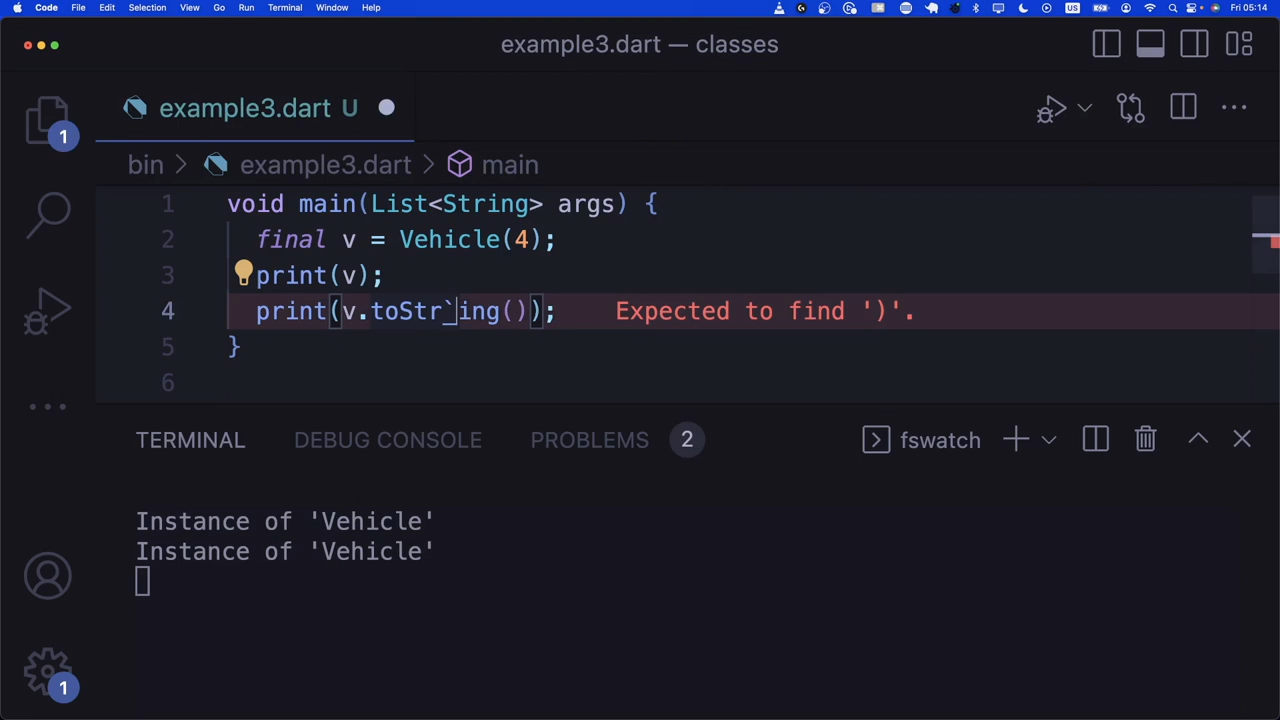 Code File Edit Selection View Go Run Terminal Window Help US Fri 05:14
example3.dart — classes
example3.dart U
1
bin > example3.dart > main
1 void main(List<String> args) {
2 final v = Vehicle(4);
3 print(v);
4 print(v.toStr`ing()); Expected to find ')'.
5 }
6
TERMINAL DEBUG CONSOLE PROBLEMS 2 fswatch
Instance of 'Vehicle'
Instance of 'Vehicle'
1